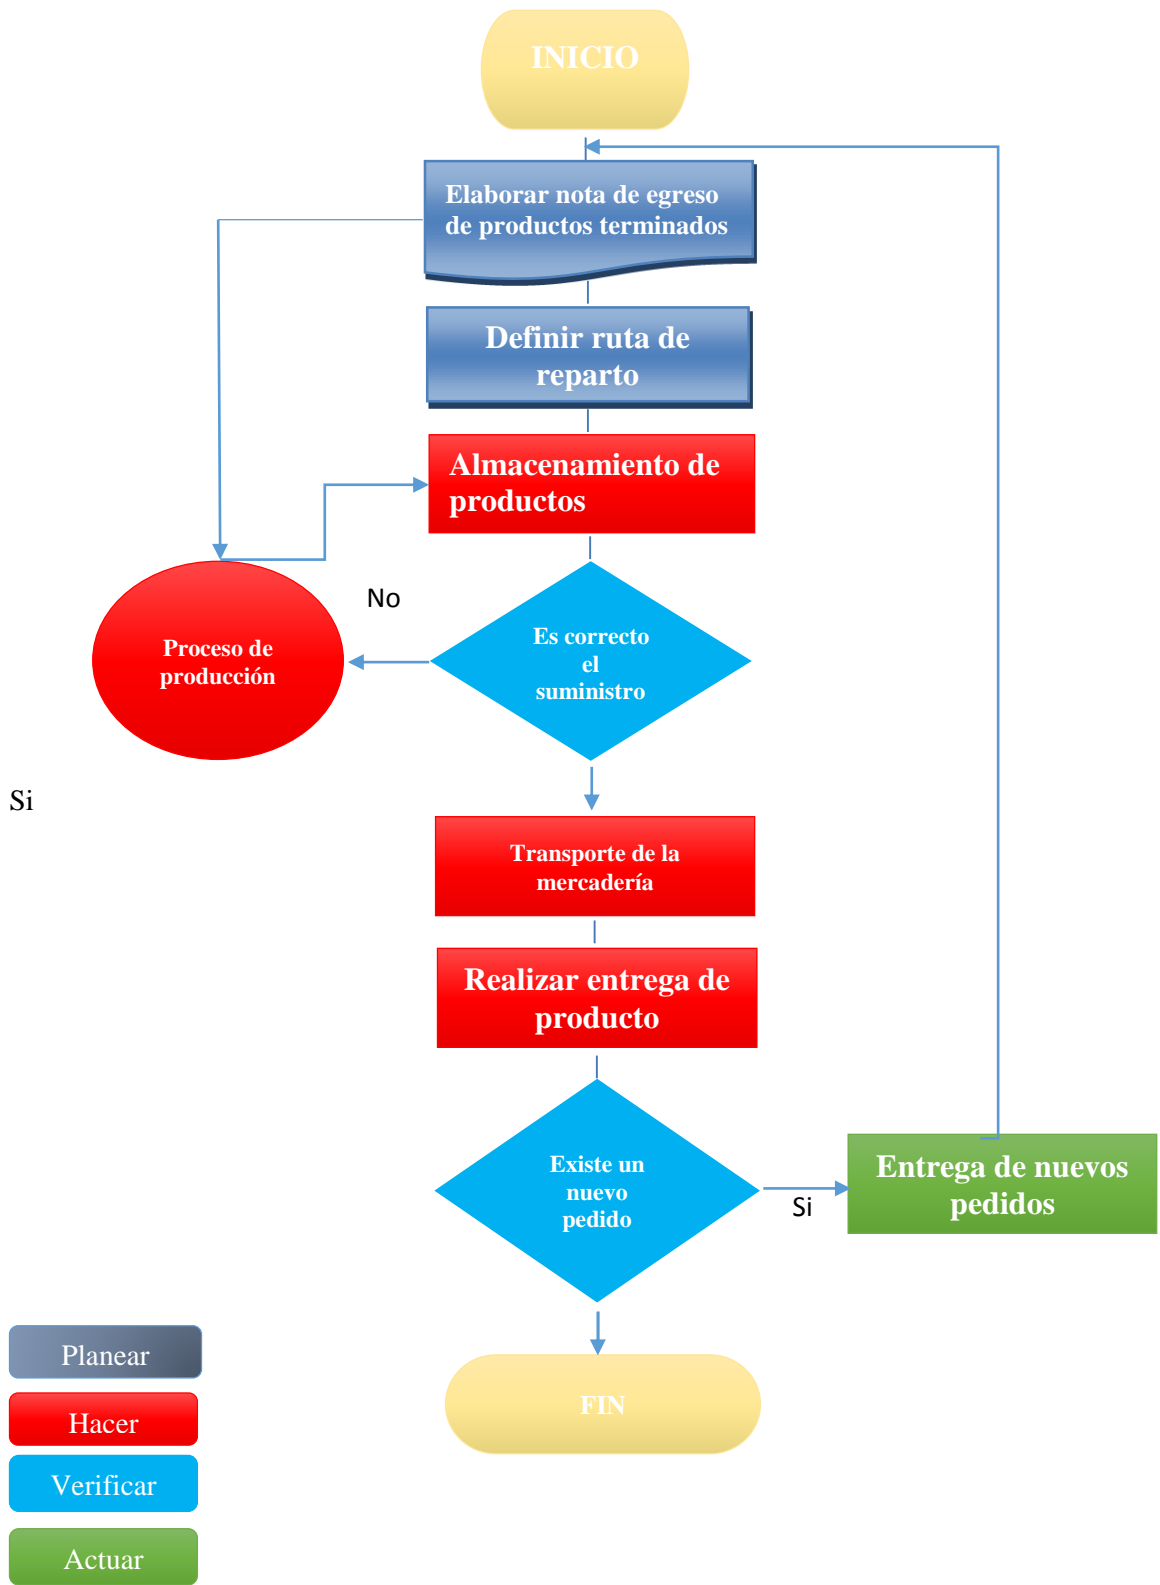 INICIO
Elaborar nota de egreso
de productos terminados
Definir ruta de
reparto
Almacenamiento de
productos
No
Es correcto
el
suministro
Proceso de
producción
Si
Transporte de la
mercadería
Realizar entrega de
producto
Existe un
nuevo
pedido
Si
Entrega de nuevos
pedidos
FIN
Planear
Hacer
Verificar
Actuar